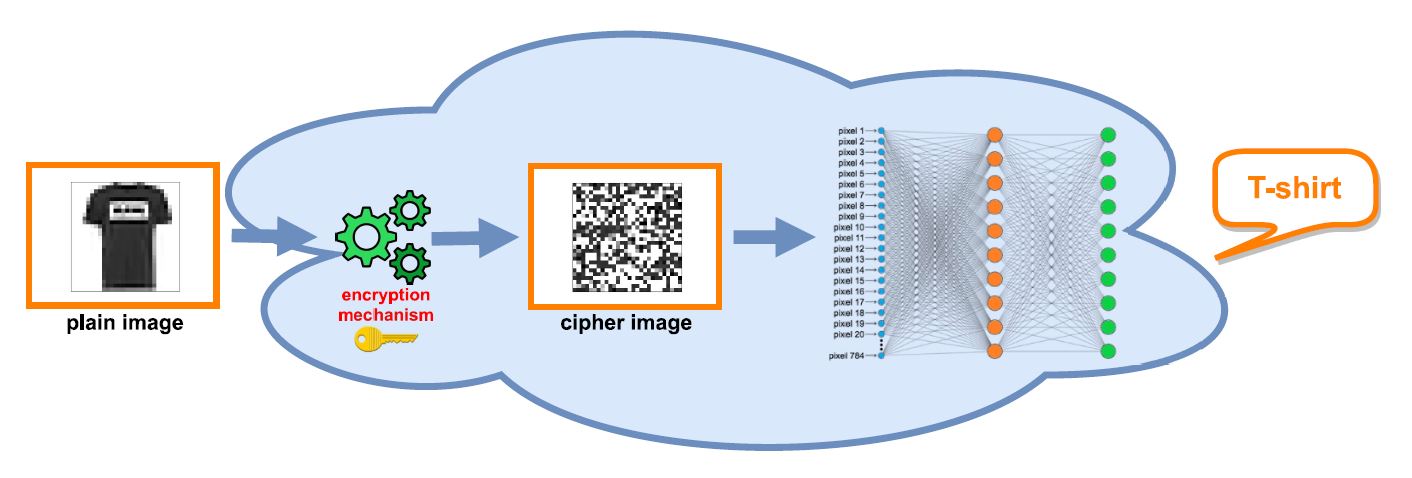 plain image
encryption
mechanism
cipher image
pixel 1
pixel 2
pixel 3
pixel 4
pixel 5
pixel 6
pixel 7
pixel 8
pixel 9
pixel 10
pixel 11
pixel 12
pixel 13
pixel 14
pixel 15
pixel 16
pixel 17
pixel 18
pixel 19
pixel 20
pixel 784
T-shirt